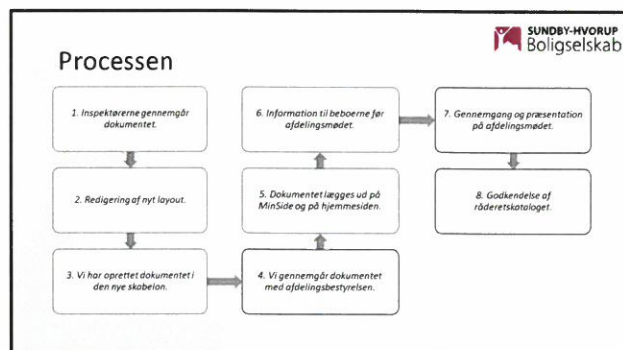 SUNDBY-HVORUP
Boligselskab
Processen
1. Inspektørerne gennemgår
dokumentet.
2. Redigering af nyt layout.
3. Vi har oprettet dokumentet i
den nye skabelon.
4. Vi gennemgår dokumentet
med afdelingsbestyrelsen.
5. Dokumentet lægges ud på
MinSide og på hjemmesiden.
6. Information til beboerne før
afdelingsmødet.
7. Gennemgang og præsentation
på afdelingsmødet.
8. Godkendelse af
råderetskataloget.